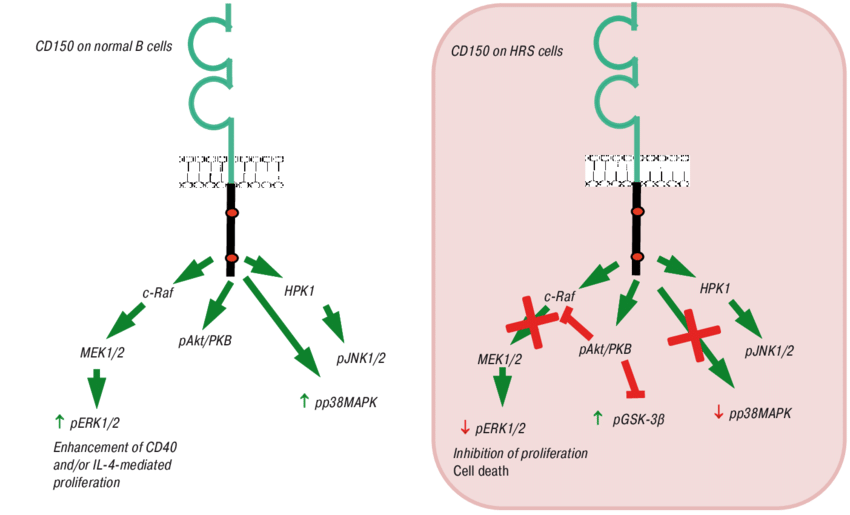 CD150 on normal B cells
c-Raf
HPK1
MEK1/2
pAkt/PKB
pJNK1/2
↑ pp38MAPK
↑ pERK1/2
Enhancement of CD40
and/or IL-4-mediated
proliferation
CD150 on HRS cells
c-Raf
HPK1
MEK1/2
pAkt/PKB
pJNK1/2
↓ pERK1/2
↑ pGSK-3β
↓ pp38MAPK
Inhibition of proliferation
Cell death